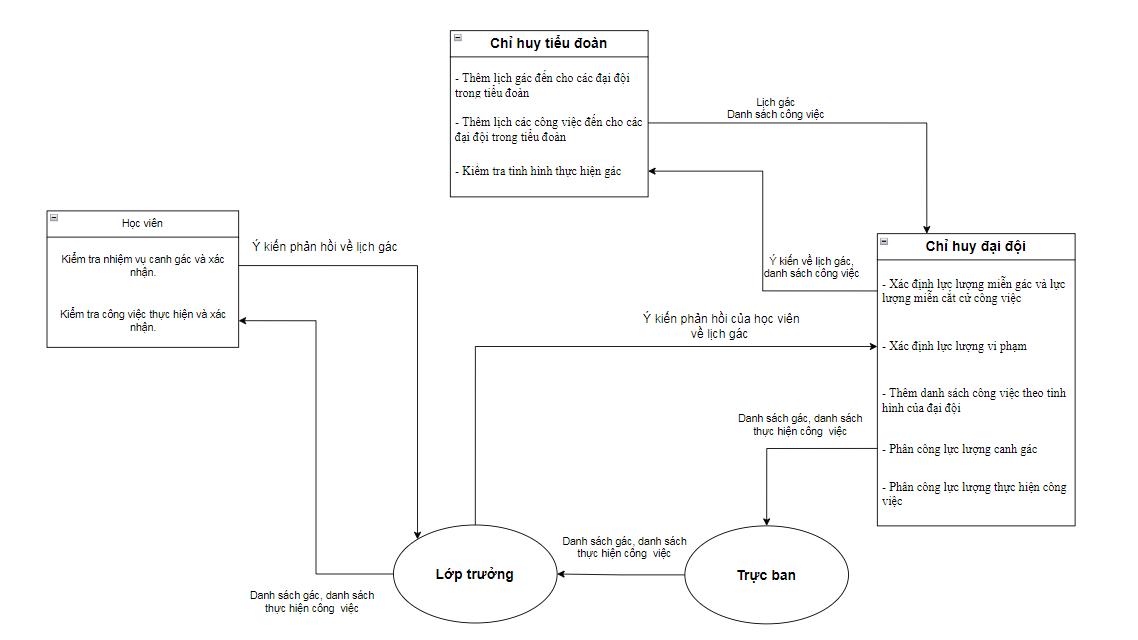 Chỉ huy tiểu đoàn
- Thêm lịch gác đến cho các đại đội
trong tiểu đoàn
- Thêm lịch các công việc đến cho các
đại đội trong tiểu đoàn
- Kiểm tra tình hình thực hiện gác
Lịch gác
Danh sách công việc
Học viên
Kiểm tra nhiệm vụ canh gác và xác
nhận.
Kiểm tra công việc thực hiện và xác
nhận.
Ý kiến phản hồi về lịch gác
Ý kiến về lịch gác,
danh sách công việc
Chỉ huy đại đội
- Xác định lực lượng miễn gác và lực
lượng miễn cắt cử công việc
- Xác định lực lượng vi phạm
- Thêm danh sách công việc theo tình
hình của đại đội
- Phân công lực lượng canh gác
- Phân công lực lượng thực hiện công
việc
Ý kiến phản hồi của học viên
về lịch gác
Danh sách gác, danh sách
thực hiện công việc
Danh sách gác, danh sách
thực hiện công việc
Lớp trưởng
Trực ban
Danh sách gác, danh sách
thực hiện công việc